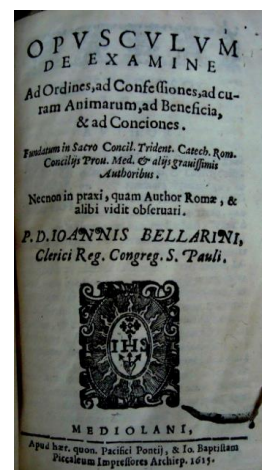 OPVSCVLVM
DE EXAMINE
Ad Ordines, ad Confeſſiones, ad cu-
ram Animarum, ad Beneficia,
& ad Conciones.
Fundatum in Sacro Concil. Trident. Catech. Rom.
Concilijs Prou. Med. & alijs grauiſſimis
Authoribus.
Necnon in praxi, quam Author Romæ, &
alibi vidit obſeruari.
P. D. IOANNIS BELLARINI,
Clerici Reg. Congreg. S. Pauli.
IHS
MEDIOLANI,
Apud hær. quon. Pacifici Pontij, & Io. Baptiſtam
Piccaleum Impreſſores Archiep. 1615.